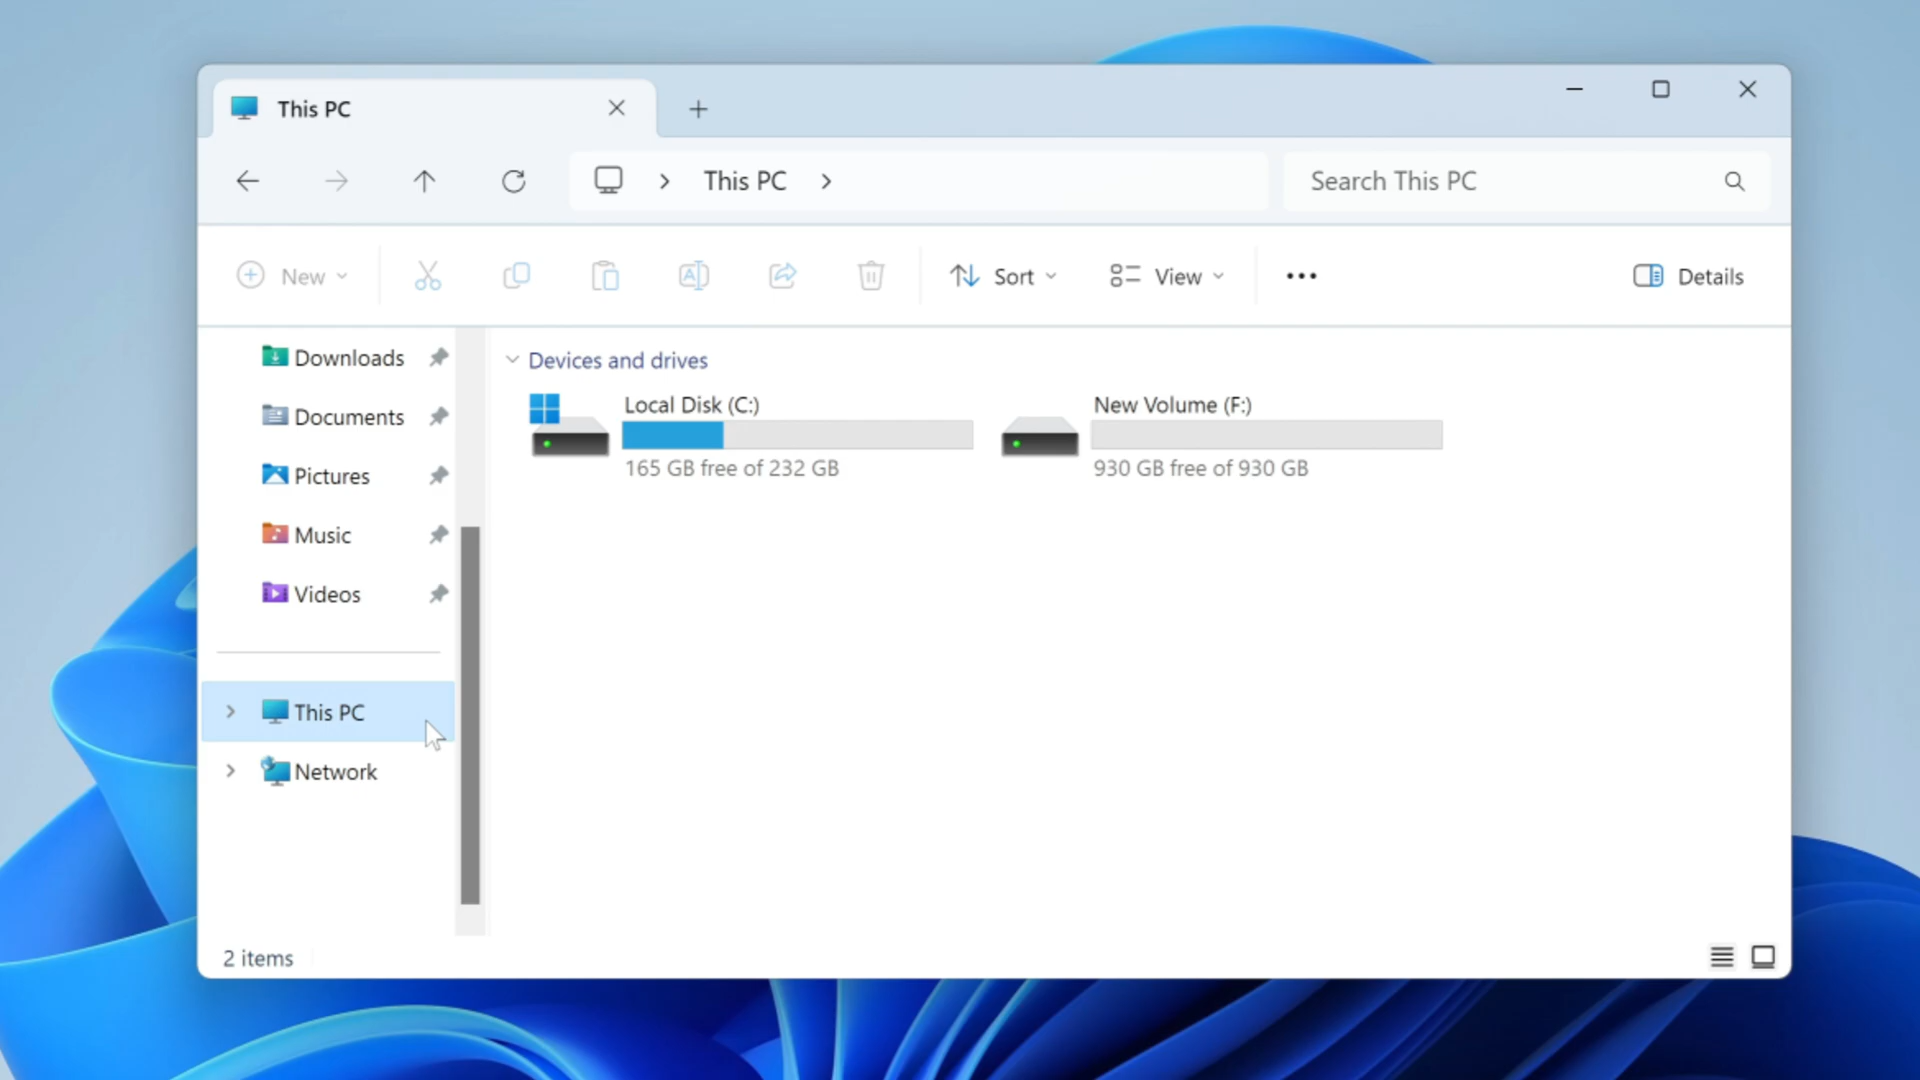 This PC
This PC
Search This PC
New
Sort
View
Details
Downloads
Documents
Pictures
Music
Videos
This PC
Network
Devices and drives
Local Disk (C:)
165 GB free of 232 GB
New Volume (F:)
930 GB free of 930 GB
2 items